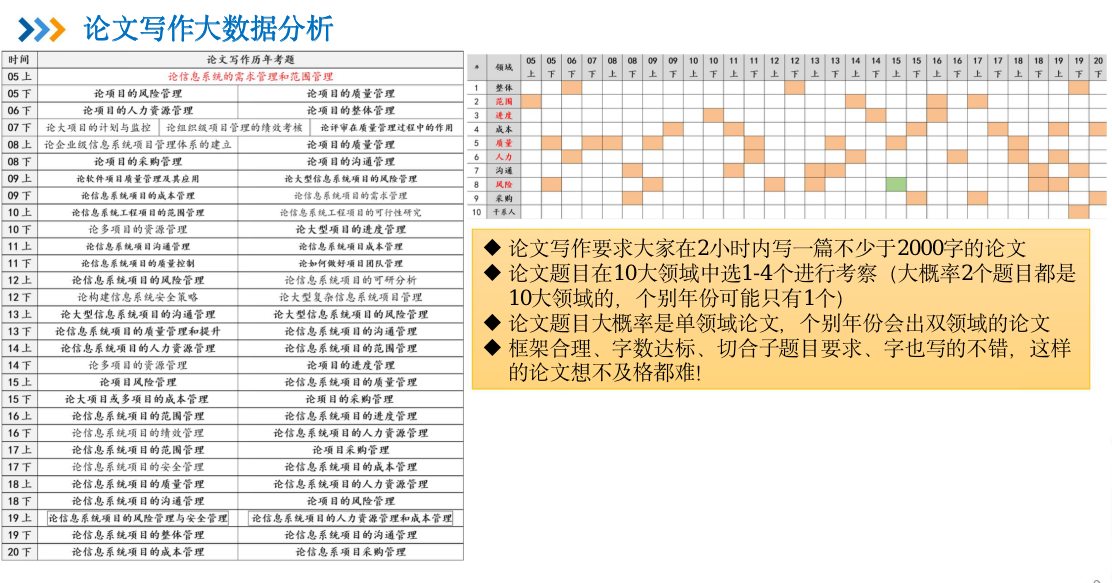 论文写作大数据分析
时间 论文写作历年考题
05上 论信息系统的需求管理和范围管理
05下 论项目的风险管理 论项目的质量管理
06下 论项目的人力资源管理 论项目的整体管理
07下 论大项目的计划与监控 论组织级项目管理的绩效考核 论评审在质量管理过程中的作用
08上 论企业级信息系统项目管理体系的建立 论项目的质量管理
08下 论项目的采购管理 论项目的沟通管理
09上 论软件项目质量管理及其应用 论大型信息系统项目的风险管理
09下 论信息系统项目的成本管理 论信息系统项目的需求管理
10上 论信息系统工程项目的范围管理 论信息系统工程项目的可行性研究
10下 论多项目的资源管理 论大型项目的进度管理
11上 论信息系统项目沟通管理 论信息系统项目成本管理
11下 论信息系统项目的质量控制 论如何做好项目团队管理
12上 论信息系统项目的风险管理 论信息系统项目的可研分析
12下 论构建信息系统安全策略 论大型复杂信息系统项目管理
13上 论大型信息系统项目的沟通管理 论大型信息系统项目的风险管理
13下 论信息系统项目的质量管理和提升 论信息系统项目的沟通管理
14上 论信息系统项目的人力资源管理 论信息系统项目的范围管理
14下 论多项目的资源管理 论项目的进度管理
15上 论项目风险管理 论信息系统项目的质量管理
15下 论大项目或多项目的成本管理 论项目的采购管理
16上 论信息系统项目的范围管理 论信息系统项目的进度管理
16下 论信息系统项目的绩效管理 论信息系统项目的人力资源管理
17上 论信息系统项目的范围管理 论项目采购管理
17下 论信息系统项目的安全管理 论信息系统项目的成本管理
18上 论信息系统项目的质量管理 论信息系统项目的人力资源管理
18下 论信息系统项目的沟通管理 论项目的风险管理
19上 论信息系统项目的风险管理与安全管理 论信息系统项目的人力资源管理和成本管理
19下 论信息系统项目的整体管理 论信息系统项目的沟通管理
20下 论信息系统项目的成本管理 论信息系项目采购管理
# 领域 05上 05下 06下 07下 08上 08下 09上 09下 10上 10下 11上 11下 12上 12下 13上 13下 14上 14下 15上 15下 16上 16下 17上 17下 18上 18下 19上 19下 20下
1 整体
2 范围
3 进度
4 成本
5 质量
6 人力
7 沟通
8 风险
9 采购
10 干系人
◆ 论文写作要求大家在2小时内写一篇不少于2000字的论文
◆ 论文题目在10大领域中选1-4个进行考察（大概率2个题目都是
10大领域的，个别年份可能只有1个）
◆ 论文题目大概率是单领域论文，个别年份会出双领域的论文
◆ 框架合理、字数达标、切合子题目要求、字也写的不错，这样
的论文想不及格都难！